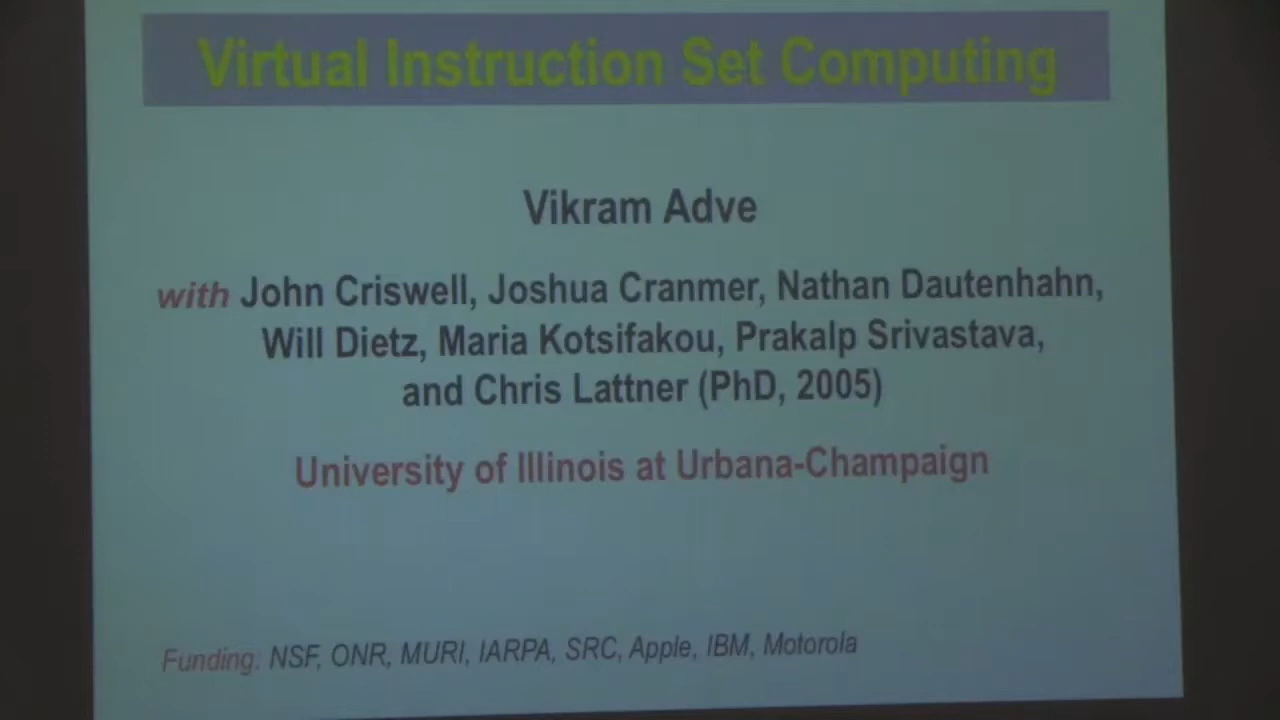 Virtual Instruction Set Computing
Vikram Adve
with John Criswell, Joshua Cranmer, Nathan Dautenhahn,
Will Dietz, Maria Kotsifakou, Prakalp Srivastava,
and Chris Lattner (PhD, 2005)
University of Illinois at Urbana-Champaign
Funding: NSF, ONR, MURI, IARPA, SRC, Apple, IBM, Motorola